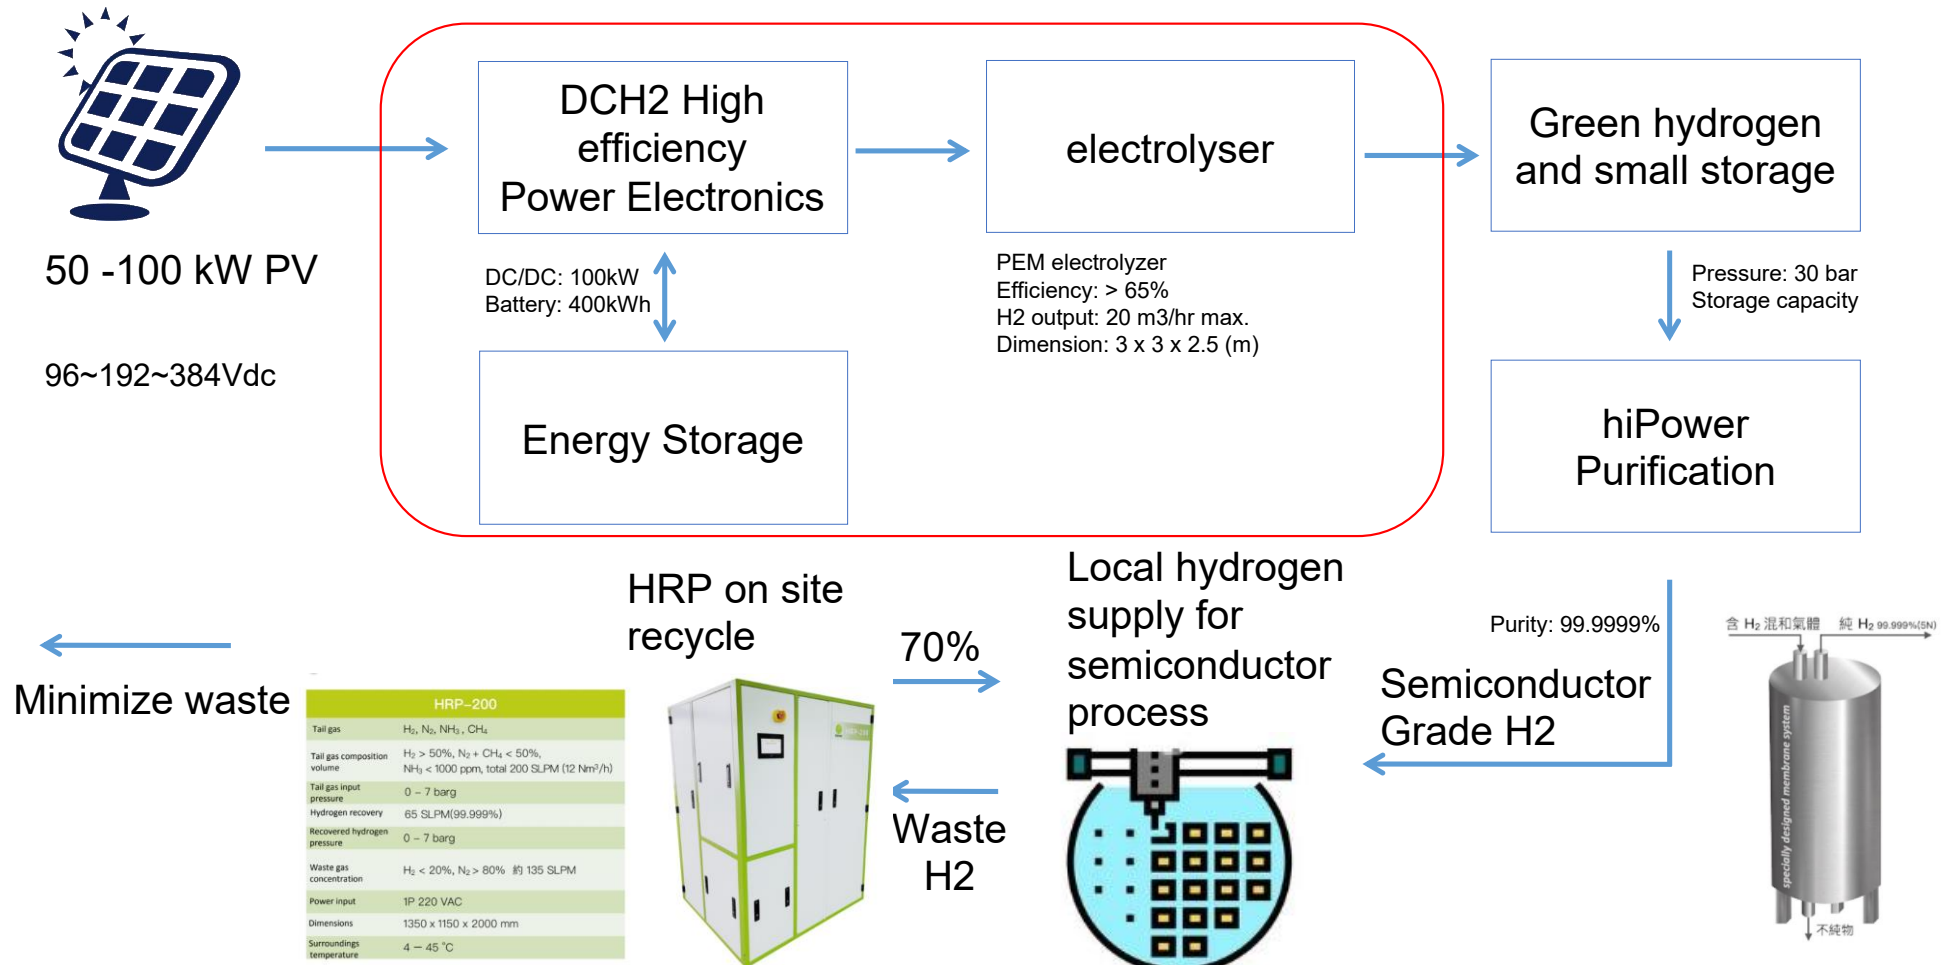 DCH2 High
efficiency
Power Electronics
electrolyser
Green hydrogen
and small storage
50 -100 kW PV
96~192~384Vdc
DC/DC: 100kW
Battery: 400kWh
PEM electrolyzer
Efficiency: > 65%
H2 output: 20 m3/hr max.
Dimension: 3 x 3 x 2.5 (m)
Pressure: 30 bar
Storage capacity
Energy Storage
hiPower
Purification
Minimize waste
HRP on site
recycle
70%
Waste
H2
Local hydrogen
supply for
semiconductor
process
Purity: 99.9999%
Semiconductor
Grade H2
含 H₂ 混和氣體 純 H₂ 99.999%(5N)
specially designed membrane system
不純物
HRP-200
Tail gas H₂, N₂, NH₃ , CH₄
Tail gas composition volume H₂ > 50%, N₂ + CH₄ < 50%,
NH₃ < 1000 ppm, total 200 SLPM (12 Nm³/h)
Tail gas input pressure 0 – 7 barg
Hydrogen recovery 65 SLPM(99.999%)
Recovered hydrogen pressure 0 – 7 barg
Waste gas concentration H₂ < 20%, N₂ > 80% 約 135 SLPM
Power input 1P 220 VAC
Dimensions 1350 x 1150 x 2000 mm
Surroundings temperature 4 – 45 °C